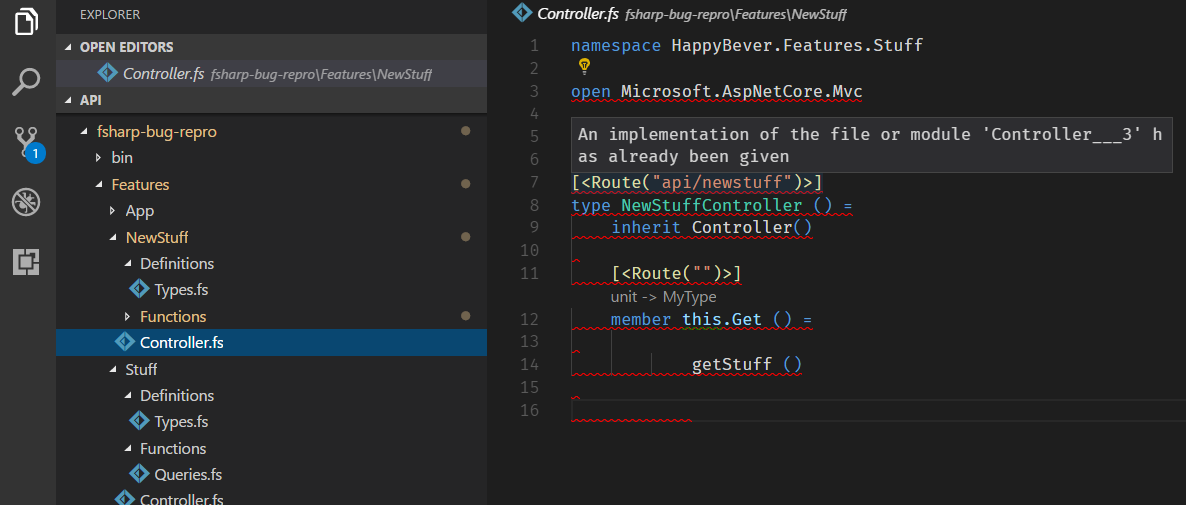 EXPLORER
OPEN EDITORS
Controller.fs fsharp-bug-repro\Features\NewStuff
API
fsharp-bug-repro
bin
Features
App
NewStuff
Definitions
Types.fs
Functions
Controller.fs
Stuff
Definitions
Types.fs
Functions
Queries.fs
Controller.fs
1
Controller.fs fsharp-bug-repro\Features\NewStuff
1 namespace HappyBever.Features.Stuff
2
3 open Microsoft.AspNetCore.Mvc
4
5
6
An implementation of the file or module 'Controller___3' h
as already been given
7 [<Route("api/newstuff")>]
8 type NewStuffController () =
9 inherit Controller()
10
11 [<Route("")>]
unit -> MyType
12 member this.Get () =
13
14 getStuff ()
15
16